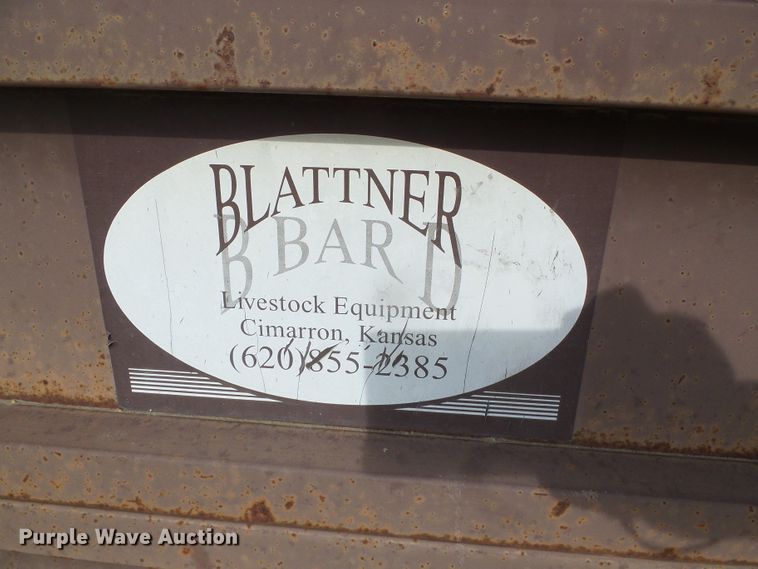 BLATTNER
B BAR D
Livestock Equipment
Cimarron, Kansas
(620)855-2385
Purple Wave Auction